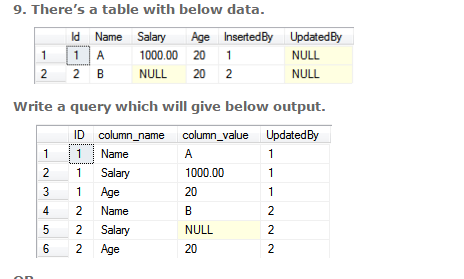 9. There's a table with below data.
Id Name Salary Age InsertedBy UpdatedBy
1 1 A 1000.00 20 1 NULL
2 2 B NULL 20 2 NULL
Write a query which will give below output.
ID column_name column_value UpdatedBy
1 1 Name A 1
2 1 Salary 1000.00 1
3 1 Age 20 1
4 2 Name B 2
5 2 Salary NULL 2
6 2 Age 20 2